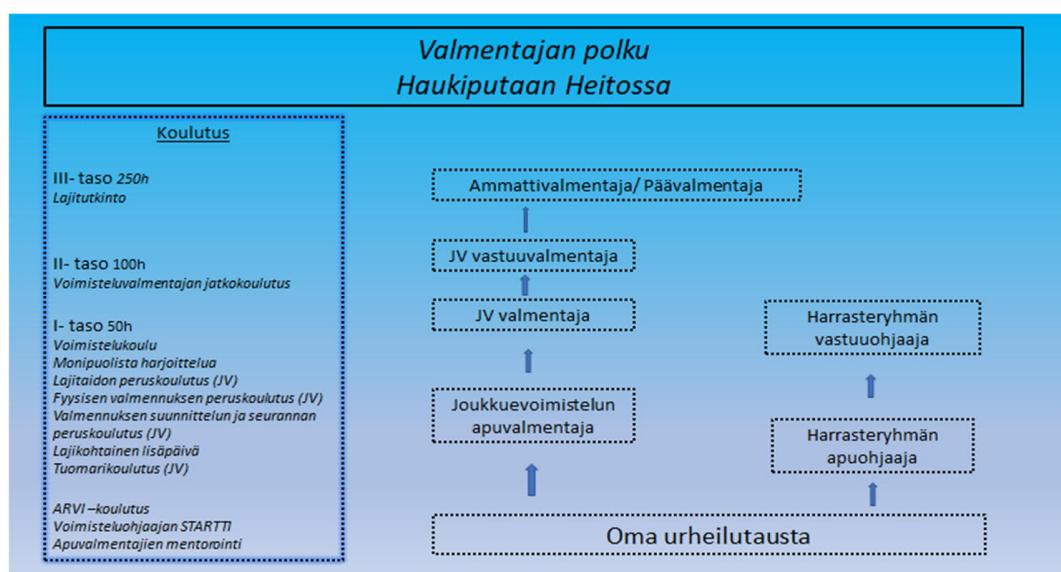 Valmentajan polku
Haukiputaan Heitossa
Koulutus
III- taso 250h
Lajitutkinto
II- taso 100h
Voimisteluvalmentajan jatkokoulutus
I- taso 50h
Voimistelukoulu
Monipuolista harjoittelua
Lajitaidon peruskoulutus (JV)
Fyysisen valmennuksen peruskoulutus (JV)
Valmennuksen suunnittelun ja seurannan
peruskoulutus (JV)
Lajikohtainen lisäpäivä
Tuomarikoulutus (JV)
ARVI –koulutus
Voimisteluohjaajan STARTTI
Apuvalmentajien mentorointi
Ammattivalmentaja/ Päävalmentaja
JV vastuuvalmentaja
JV valmentaja
Joukkuevoimistelun
apuvalmentaja
Harrasteryhmän
vastuuohjaaja
Harrasteryhmän
apuohjaaja
Oma urheilutausta